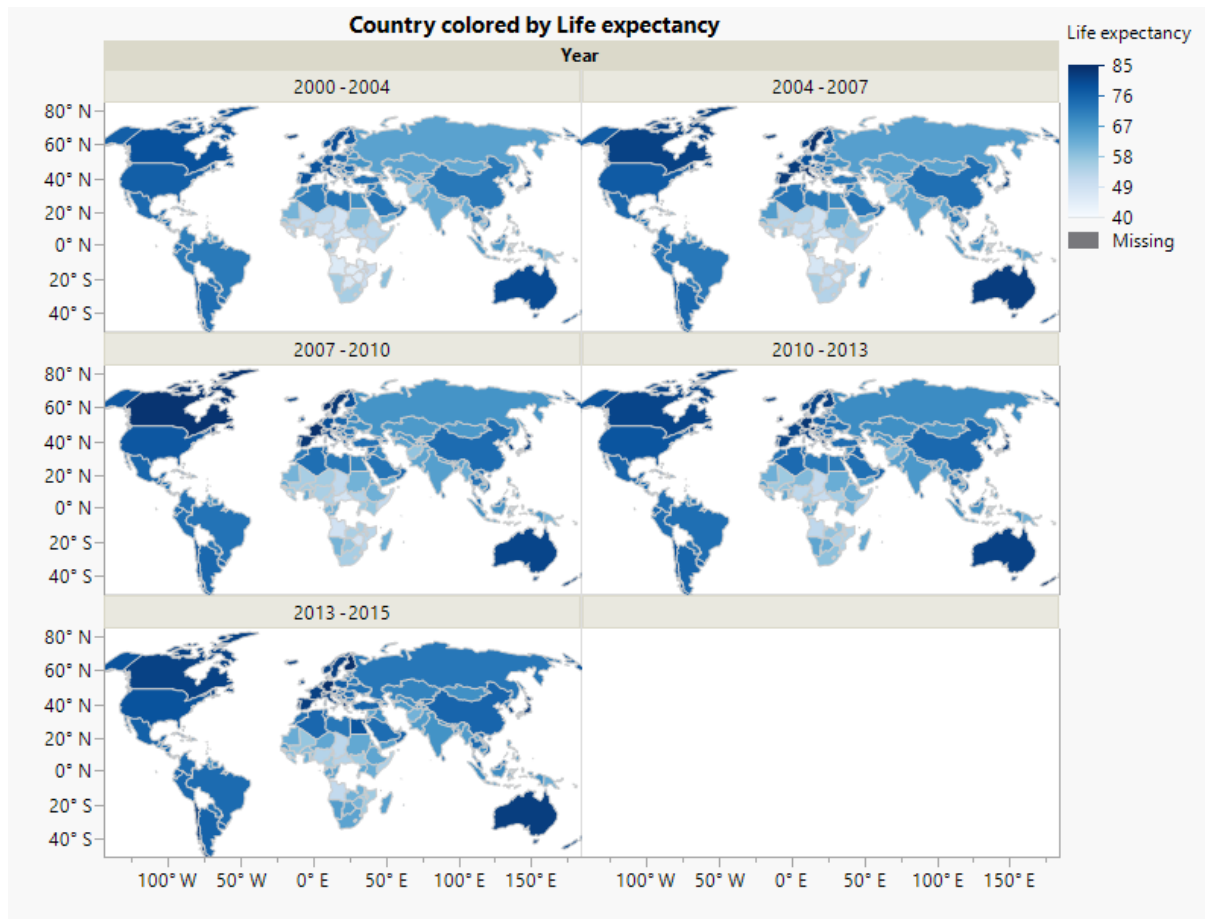 Country colored by Life expectancy
Year
2000 -2004
2004 -2007
80° N
60° N
40° N
20° N
0° N
20° S
40° S
2007 -2010
2010 -2013
80° N
60° N
40° N
20° N
0° N
20° S
40° S
2013 -2015
80° N
60° N
40° N
20° N
0° N
20° S
40° S
100° W 50° W 0° E 50° E 100° E 150° E
100° W 50° W 0° E 50° E 100° E 150° E
Life expectancy
85
76
67
58
49
40
Missing